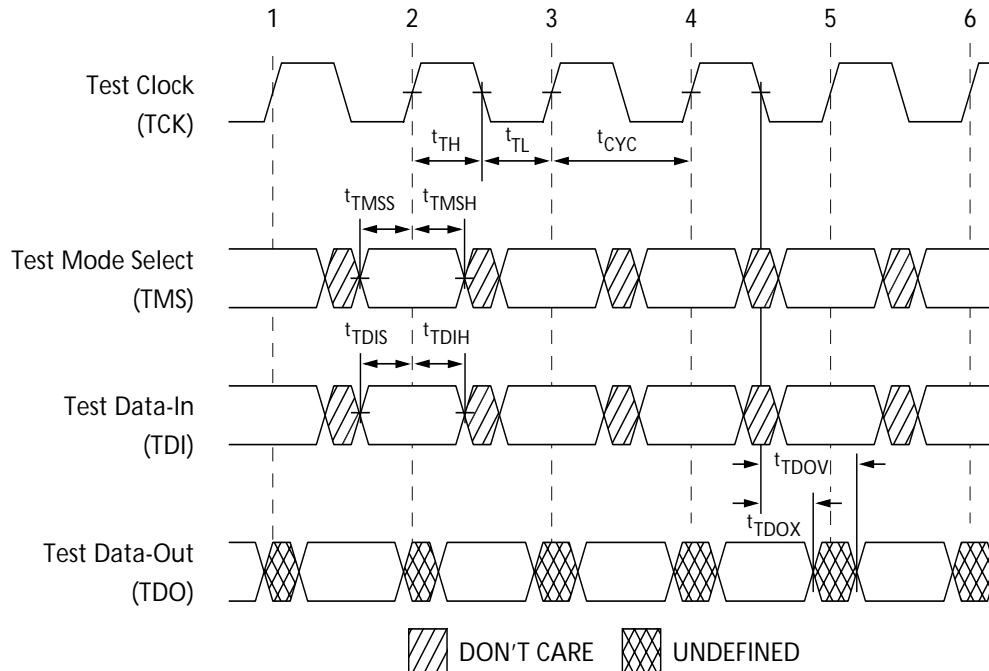 1 2 3 4 5 6
Test Clock
(TCK)
tTH tTL tCYC
tTMSS tTMSH
Test Mode Select
(TMS)
tTDIS tTDIH
Test Data-In
(TDI)
tTDOV
tTDOX
Test Data-Out
(TDO)
DON'T CARE UNDEFINED